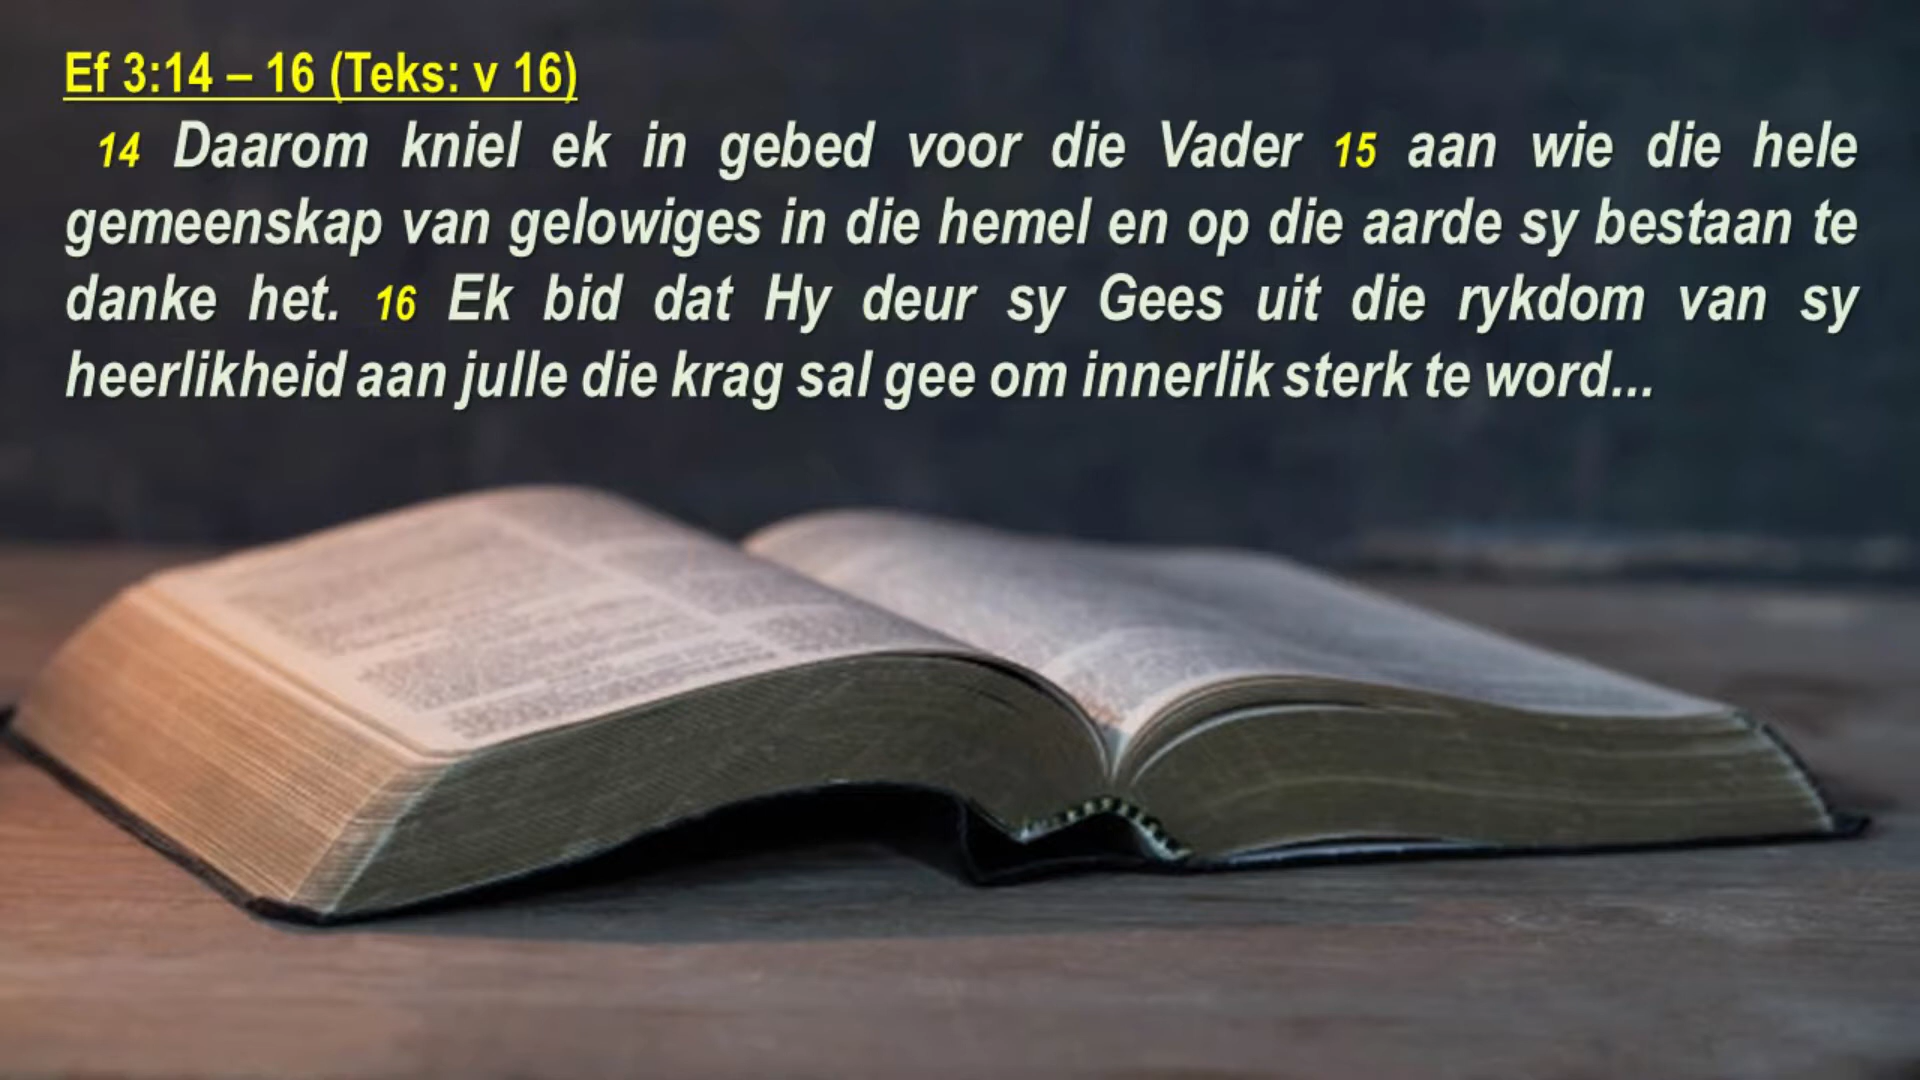 Ef 3:14 – 16 (Teks: v 16)
14 Daarom kniel ek in gebed voor die Vader 15 aan wie die hele
gemeenskap van gelowiges in die hemel en op die aarde sy bestaan te
danke het. 16 Ek bid dat Hy deur sy Gees uit die rykdom van sy
heerlikheid aan julle die krag sal gee om innerlik sterk te word...